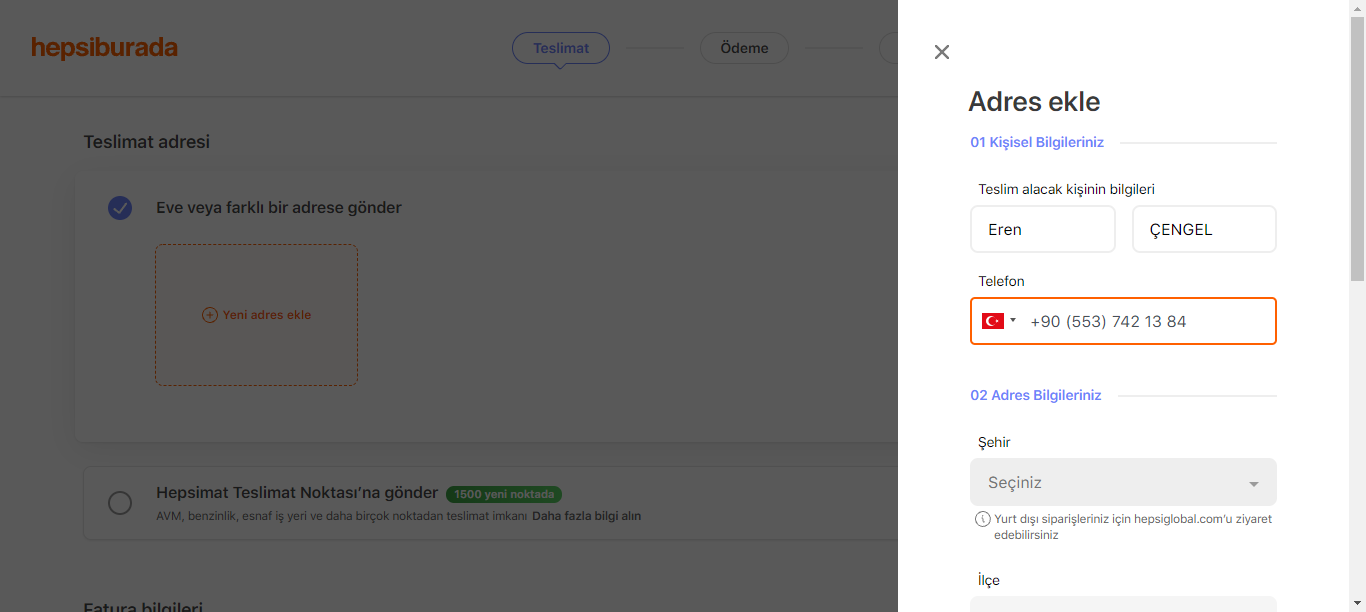 hepsiburada
Teslimat
Ödeme
Teslimat adresi
Eve veya farklı bir adrese gönder
Yeni adres ekle
Hepsimat Teslimat Noktası'na gönder 1500 yeni noktada
AVM, benzinlik, esnaf iş yeri ve daha birçok noktadan teslimat imkanı Daha fazla bilgi alın
Fatura bilgileri
Adres ekle
01 Kişisel Bilgileriniz
Teslim alacak kişinin bilgileri
Eren ÇENGEL
Telefon
+90 (553) 742 13 84
02 Adres Bilgileriniz
Şehir
Seçiniz
Yurt dışı siparişleriniz için hepsiglobal.com'u ziyaret
edebilirsiniz
İlçe